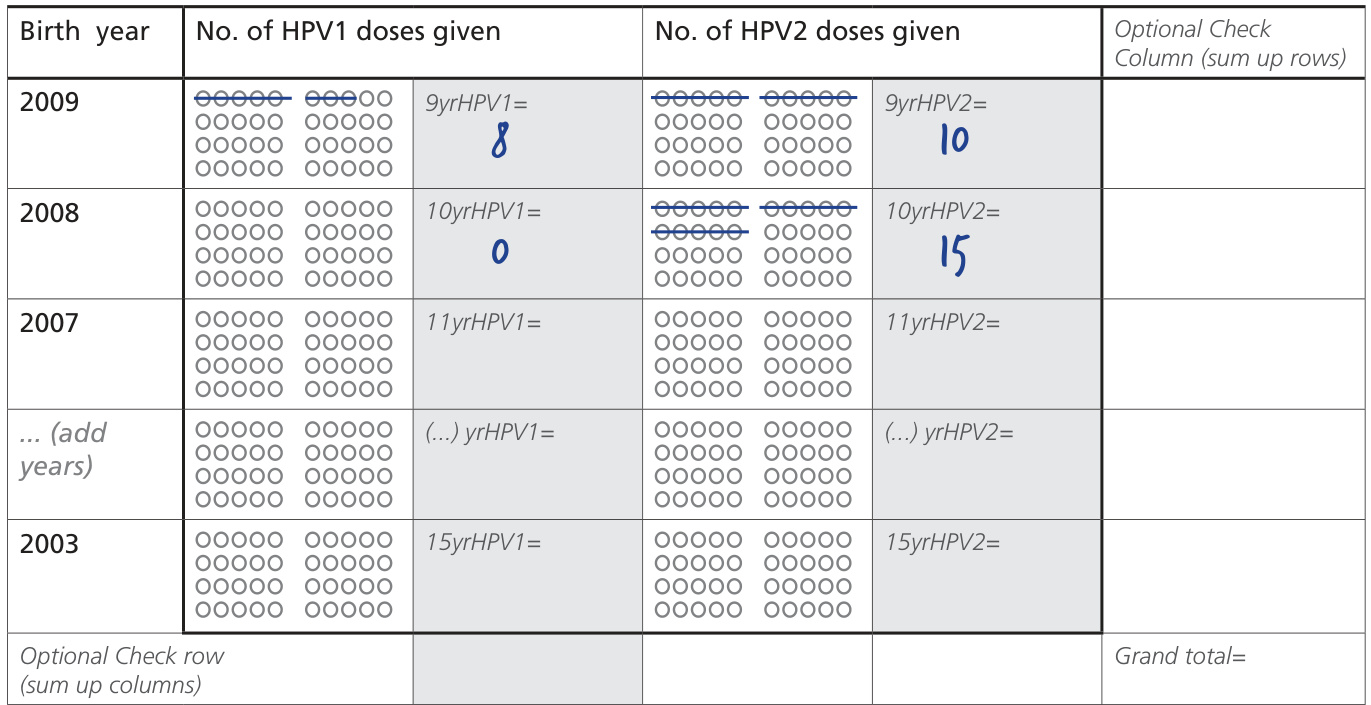 Birth year
No. of HPV1 doses given
No. of HPV2 doses given
Optional Check
Column (sum up rows)
2009
9yrHPV1=
8
9yrHPV2=
10
2008
10yrHPV1=
0
10yrHPV2=
15
2007
11yrHPV1=
11yrHPV2=
... (add
years)
(...) yrHPV1=
(...) yrHPV2=
2003
15yrHPV1=
15yrHPV2=
Optional Check row
(sum up columns)
Grand total=